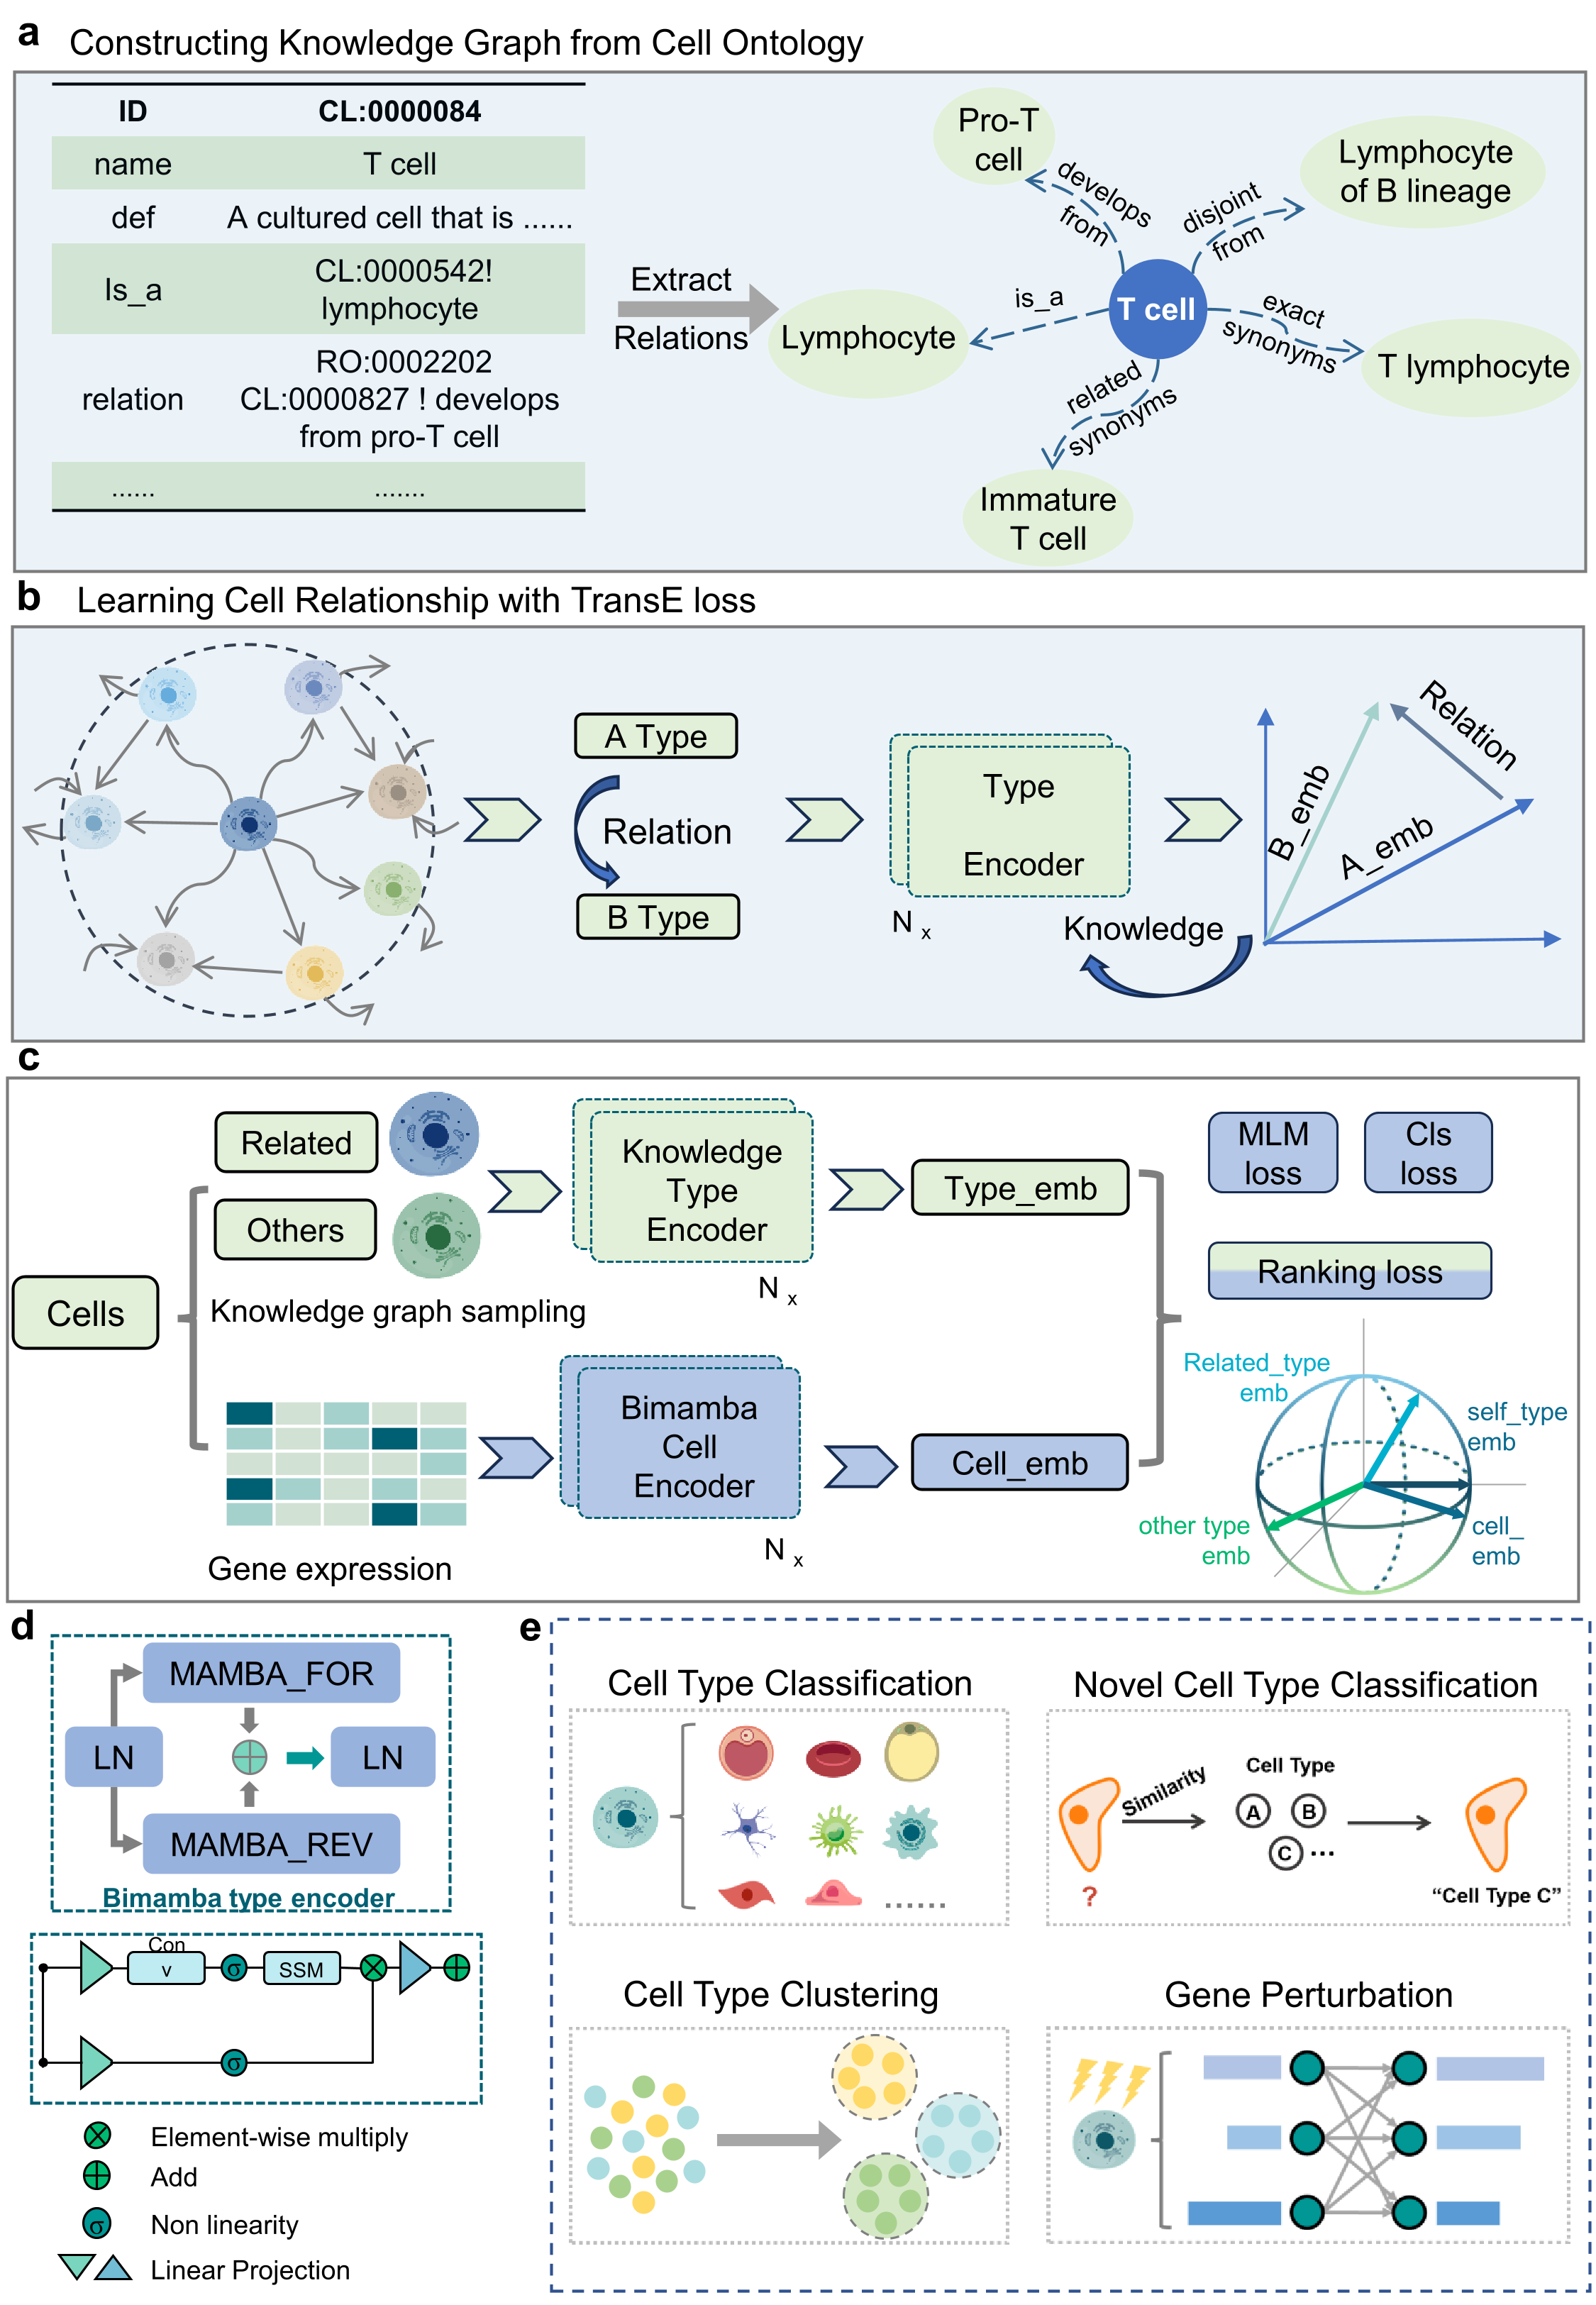 a
Constructing Knowledge Graph from Cell Ontology
ID CL:0000084
name T cell
def A cultured cell that is ......
Is_a CL:0000542!
lymphocyte
relation RO:0002202
CL:0000827 ! develops
from pro-T cell
...... .......
Extract
Relations
Pro-T
cell
develops
from
disjoint
from
Lymphocyte
of B lineage
T cell
is_a
Lymphocyte
exact
synonyms
T lymphocyte
related
synonyms
Immature
T cell
b
Learning Cell Relationship with TransE loss
A Type
Relation
B Type
Type
Encoder
N x
Knowledge
B_emb
A_emb
Relation
c
Cells
Related
Others
Knowledge graph sampling
Gene expression
Knowledge
Type
Encoder
N x
Bimamba
Cell
Encoder
N x
Type_emb
Cell_emb
MLM
loss
Cls
loss
Ranking loss
Related_type
emb
self_type
emb
other type
emb
cell_
emb
d
MAMBA_FOR
LN
LN
MAMBA_REV
Bimamba type encoder
Con
v
σ
SSM
σ
Element-wise multiply
Add
σ Non linearity
Linear Projection
e
Cell Type Classification
.......
Novel Cell Type Classification
Similarity
Cell Type
A B
C ...
?
“Cell Type C”
Cell Type Clustering
Gene Perturbation